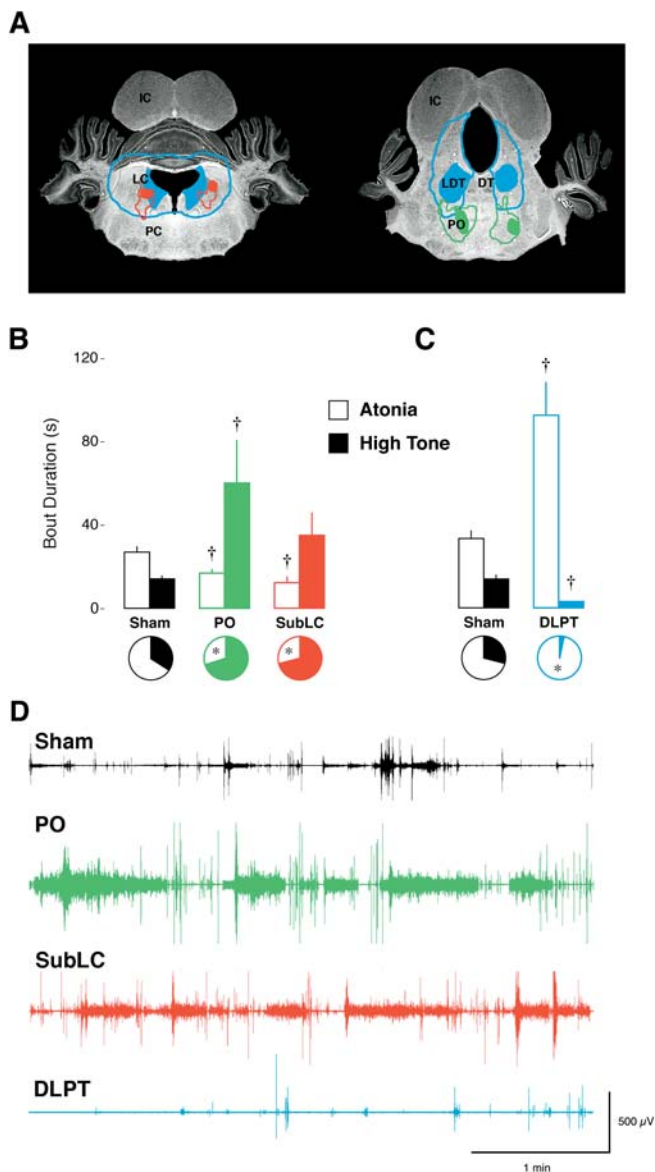 A
IC
LC
PC
IC
LDT
DT
PO
B
C
120
80
40
0
Bout Duration (s)
† † †
† †
Atonia
High Tone
Sham
PO
SubLC
Sham
DLPT
* * *
D
Sham
PO
SubLC
DLPT
500 µV
1 min